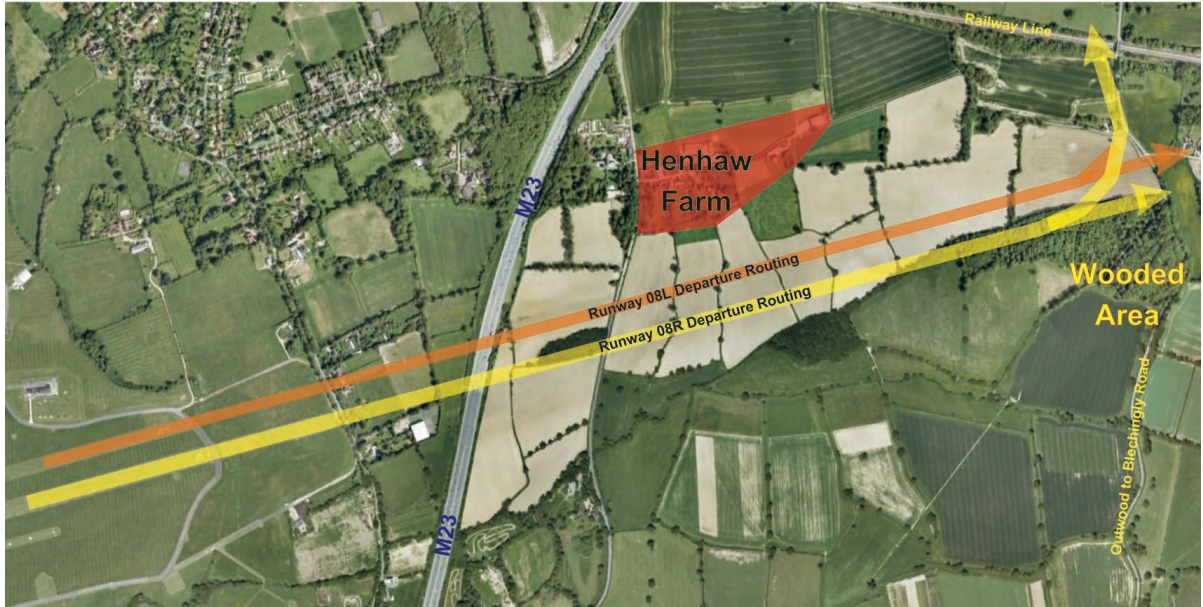 Railway Line
Henhaw
Farm
M23
Runway 08L Departure Routing
Runway 08R Departure Routing
Wooded
Area
Outwood to Blechingly Road
M23